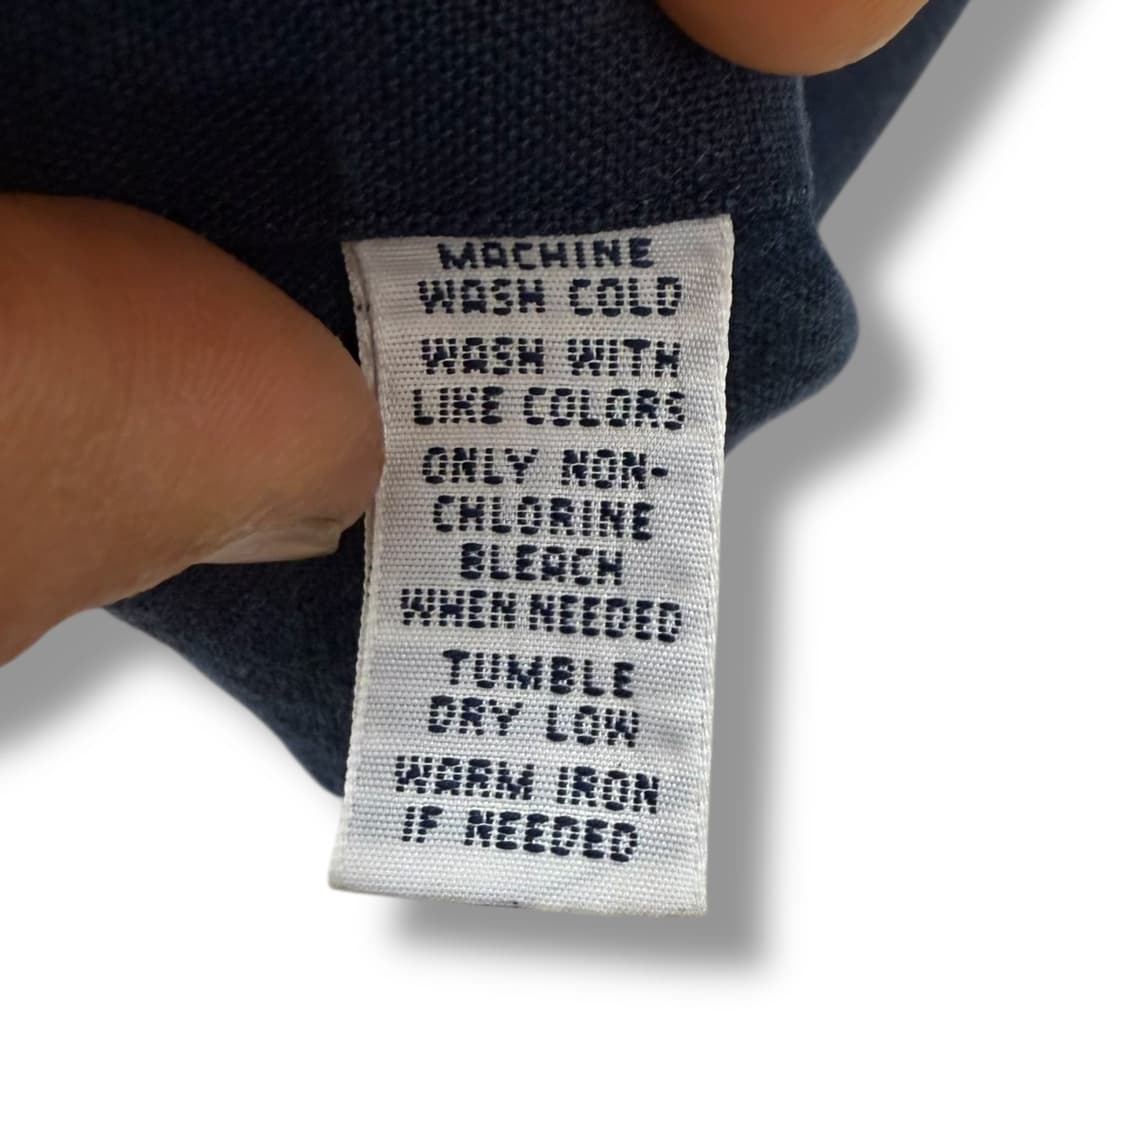 MACHINE
WASH COLD
WASH WITH
LIKE COLORS
ONLY NON-
CHLORINE
BLEACH
WHEN NEEDED
TUMBLE
DRY LOW
WARM IRON
IF NEEDED